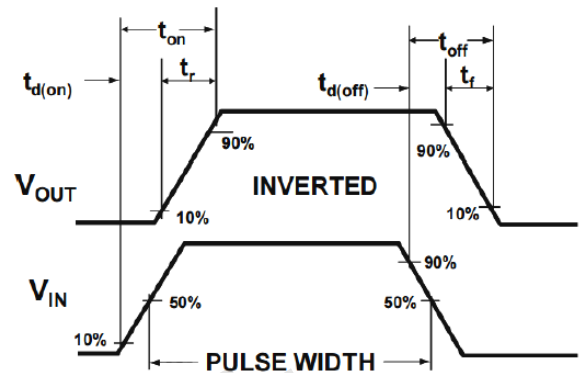 t_on
t_off
t_d(on)
t_r
t_d(off)
t_f
90%
90%
V_OUT
INVERTED
10%
10%
90%
V_IN
50%
50%
10%
PULSE WIDTH